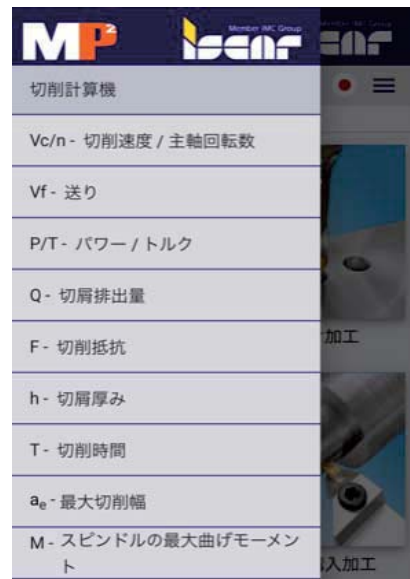 MP²
Member IMC Group
iscar
切削計算機
Vc/n - 切削速度 / 主軸回転数
Vf - 送り
P/T - パワー / トルク
Q - 切屑排出量
F - 切削抵抗
h - 切屑厚み
T - 切削時間
ae - 最大切削幅
M - スピンドルの最大曲げモーメン
ト
加工
入加工